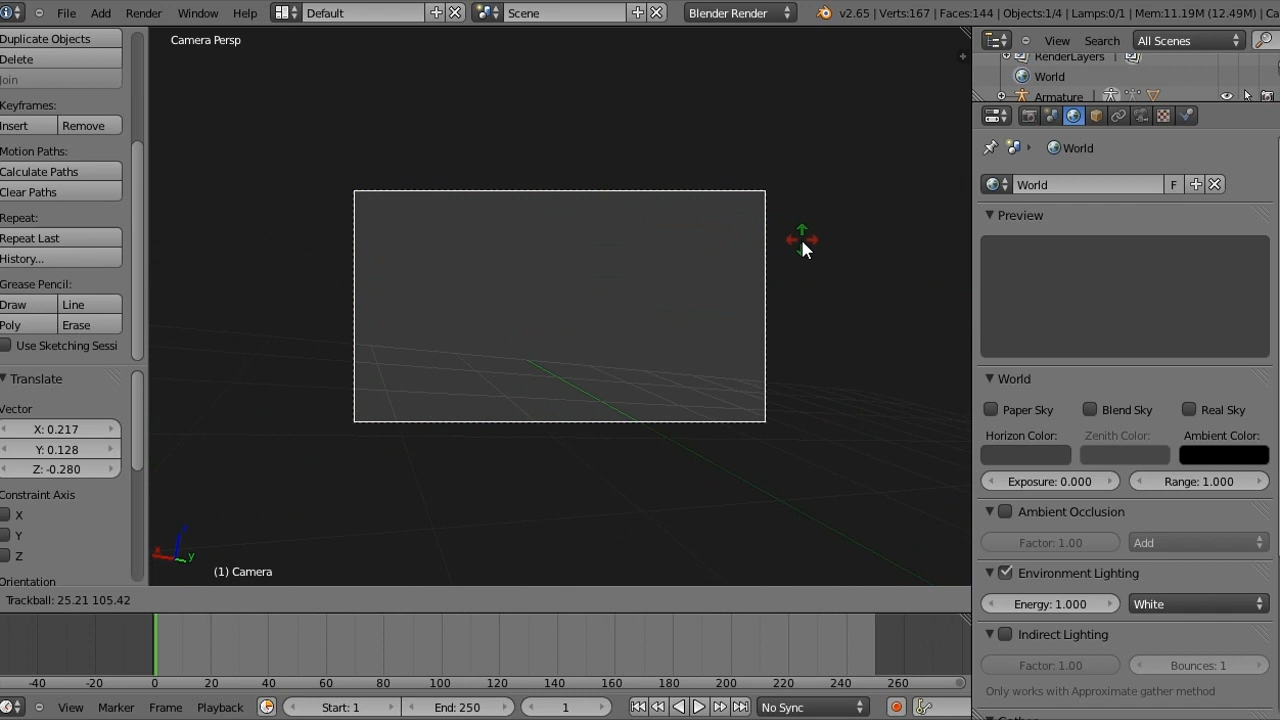 File Add Render Window Help Default Scene Blender Render v2.65 | Verts:167 | Faces:144 | Objects:1/4 | Lamps:0/1 | Mem:11.19M (12.49M) | Ca
View Search All Scenes
Duplicate Objects
Delete
Join
Keyframes:
Insert Remove
Motion Paths:
Calculate Paths
Clear Paths
Repeat:
Repeat Last
History...
Grease Pencil:
Draw Line
Poly Erase
Use Sketching Sessi
Translate
Vector
X: 0.217
Y: 0.128
Z: -0.280
Constraint Axis
X
Y
Z
Orientation
Camera Persp
x
y
(1) Camera
Trackball: 25.21 105.42
RenderLayers
World
Armature
World
World F
Preview
World
Paper Sky Blend Sky Real Sky
Horizon Color: Zenith Color: Ambient Color:
Exposure: 0.000 Range: 1.000
Ambient Occlusion
Factor: 1.00 Add
Environment Lighting
Energy: 1.000 White
Indirect Lighting
Factor: 1.00 Bounces: 1
Only works with Approximate gather method
Gather
-40 -20 0 20 40 60 80 100 120 140 160 180 200 220 240 260
View Marker Frame Playback Start: 1 End: 250 1 No Sync